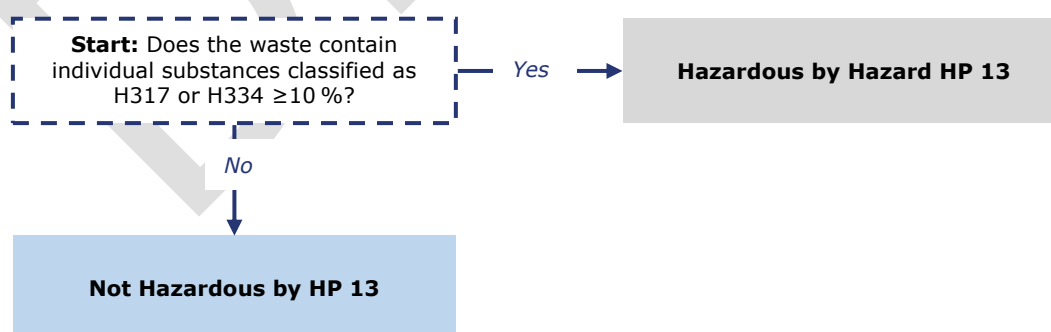 Start: Does the waste contain
individual substances classified as
H317 or H334 ≥10 %?
Yes
Hazardous by Hazard HP 13
No
Not Hazardous by HP 13